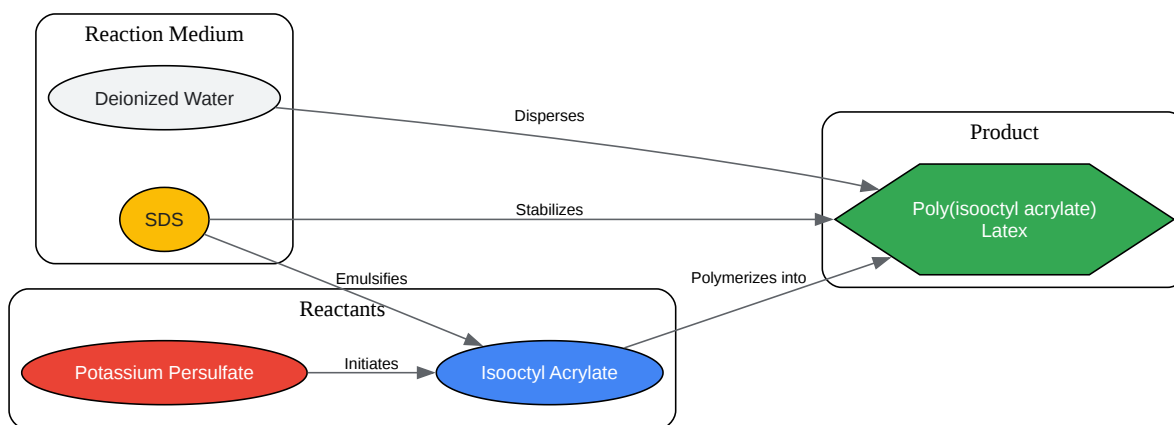 Reaction Medium
Deionized Water
Disperses
Product
SDS
Stabilizes
Poly(isooctyl acrylate)
Latex
Emulsifies
Polymerizes into
Reactants
Potassium Persulfate
Initiates
Isooctyl Acrylate